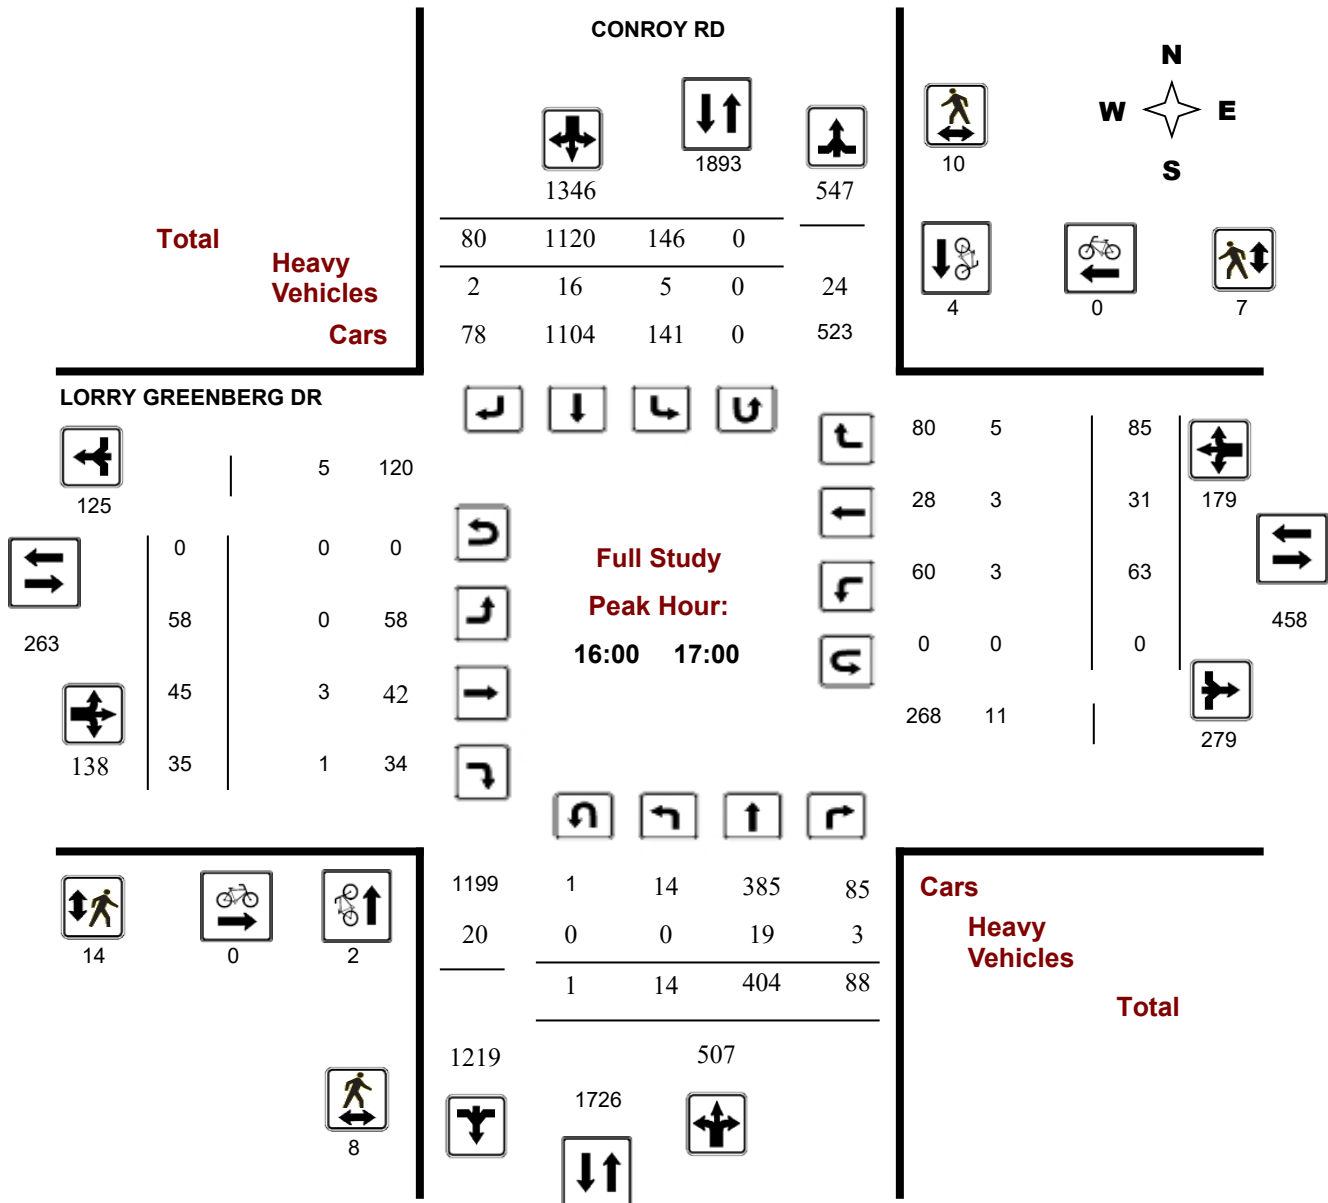 CONROY RD
N
W E
S
1893
10
1346 547
Total
80 1120 146 0
Heavy
Vehicles
2 16 5 0 24
Cars
78 1104 141 0 523
4 0 7
LORRY GREENBERG DR
80 5 85
5 120
125
28 3 31 179
0 0 0
Full Study
60 3 63
Peak Hour:
58 0 58
458
263
16:00 17:00
0 0 0
45 3 42
268 11
279
138 35 1 34
1199 1 14 385 85
Cars
20 0 0 19 3
Heavy
Vehicles
14 0 2
1 14 404 88
Total
1219 507
1726
8